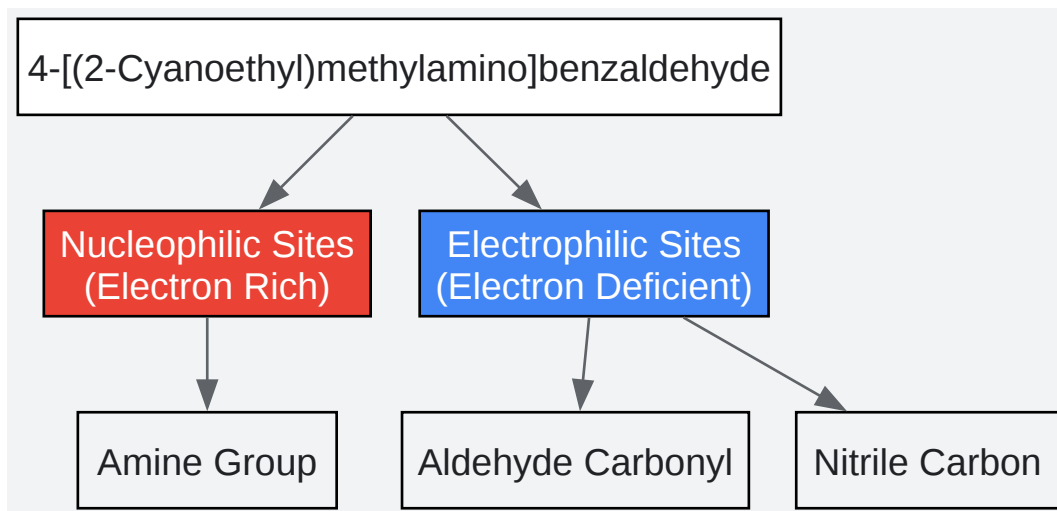 4-[(2-Cyanoethyl)methylamino]benzaldehyde
Nucleophilic Sites
(Electron Rich)
Electrophilic Sites
(Electron Deficient)
Amine Group
Aldehyde Carbonyl
Nitrile Carbon